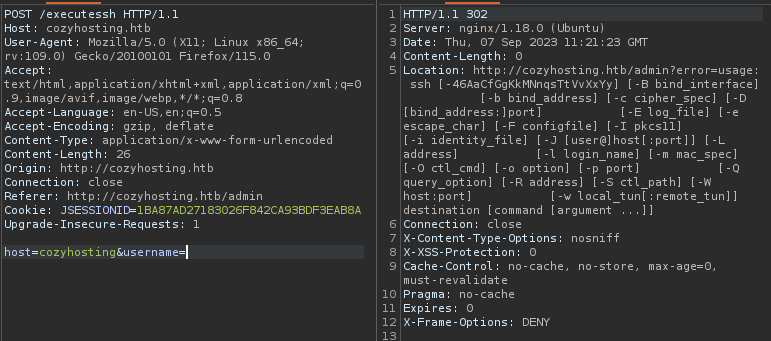 POST /executessh HTTP/1.1
Host: cozyhosting.htb
User-Agent: Mozilla/5.0 (X11; Linux x86_64;
rv:109.0) Gecko/20100101 Firefox/115.0
Accept:
text/html,application/xhtml+xml,application/xml;q=0
.9,image/avif,image/webp,*/*;q=0.8
Accept-Language: en-US,en;q=0.5
Accept-Encoding: gzip, deflate
Content-Type: application/x-www-form-urlencoded
Content-Length: 26
Origin: http://cozyhosting.htb
Connection: close
Referer: http://cozyhosting.htb/admin
Cookie: JSESSIONID=1BA87AD27183026F842CA93BDF3EAB8A
Upgrade-Insecure-Requests: 1
host=cozyhosting&username=
1 HTTP/1.1 302
2 Server: nginx/1.18.0 (Ubuntu)
3 Date: Thu, 07 Sep 2023 11:21:23 GMT
4 Content-Length: 0
5 Location: http://cozyhosting.htb/admin?error=usage:
ssh [-46AaCfGgKkMNnqsTtVvXxYy] [-B bind_interface]
[-b bind_address] [-c cipher_spec] [-D
[bind_address:]port] [-E log_file] [-e
escape_char] [-F configfile] [-I pkcs11]
[-i identity_file] [-J [user@]host[:port]] [-L
address] [-l login_name] [-m mac_spec]
[-O ctl_cmd] [-o option] [-p port] [-Q
query_option] [-R address] [-S ctl_path] [-W
host:port] [-w local_tun[:remote_tun]]
destination [command [argument ...]]
6 Connection: close
7 X-Content-Type-Options: nosniff
8 X-XSS-Protection: 0
9 Cache-Control: no-cache, no-store, max-age=0,
must-revalidate
10 Pragma: no-cache
11 Expires: 0
12 X-Frame-Options: DENY
13